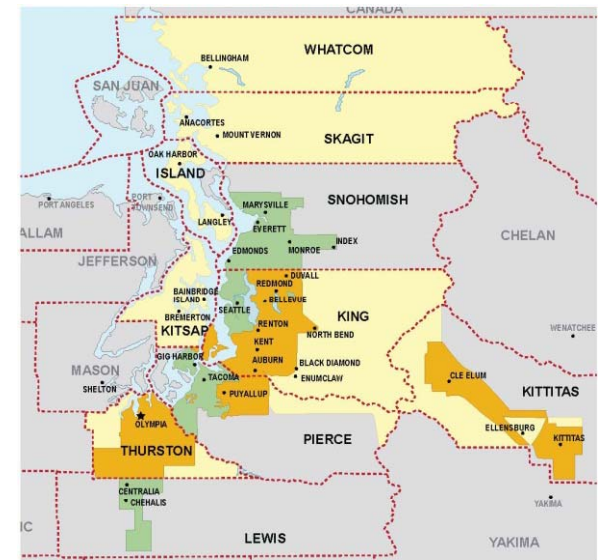 CANADA
WHATCOM
BELLINGHAM
SAN JUAN
ANACORTES
MOUNT VERNON
SKAGIT
OAK HARBOR
ISLAND
SNOHOMISH
PORT ANGELES
PORT
TOWNSEND
LANGLEY
MARYSVILLE
EVERETT
CHELAN
ALLAM
JEFFERSON
EDMONDS
MONROE
INDEX
DUVALL
REDMOND
BAINBRIDGE
ISLAND
BELLEVUE
SEATTLE
KING
BREMERTON
KITSAP
RENTON
NORTH BEND
WENATCHEE
KENT
GIG HARBOR
AUBURN
BLACK DIAMOND
ENUMCLAW
MASON
SHELTON
TACOMA
CLE ELUM
KITTITAS
PUYALLUP
OLYMPIA
ELLENSBURG
KITTITAS
THURSTON
PIERCE
CENTRALIA
CHEHALIS
YAKIMA
IC
LEWIS
YAKIMA